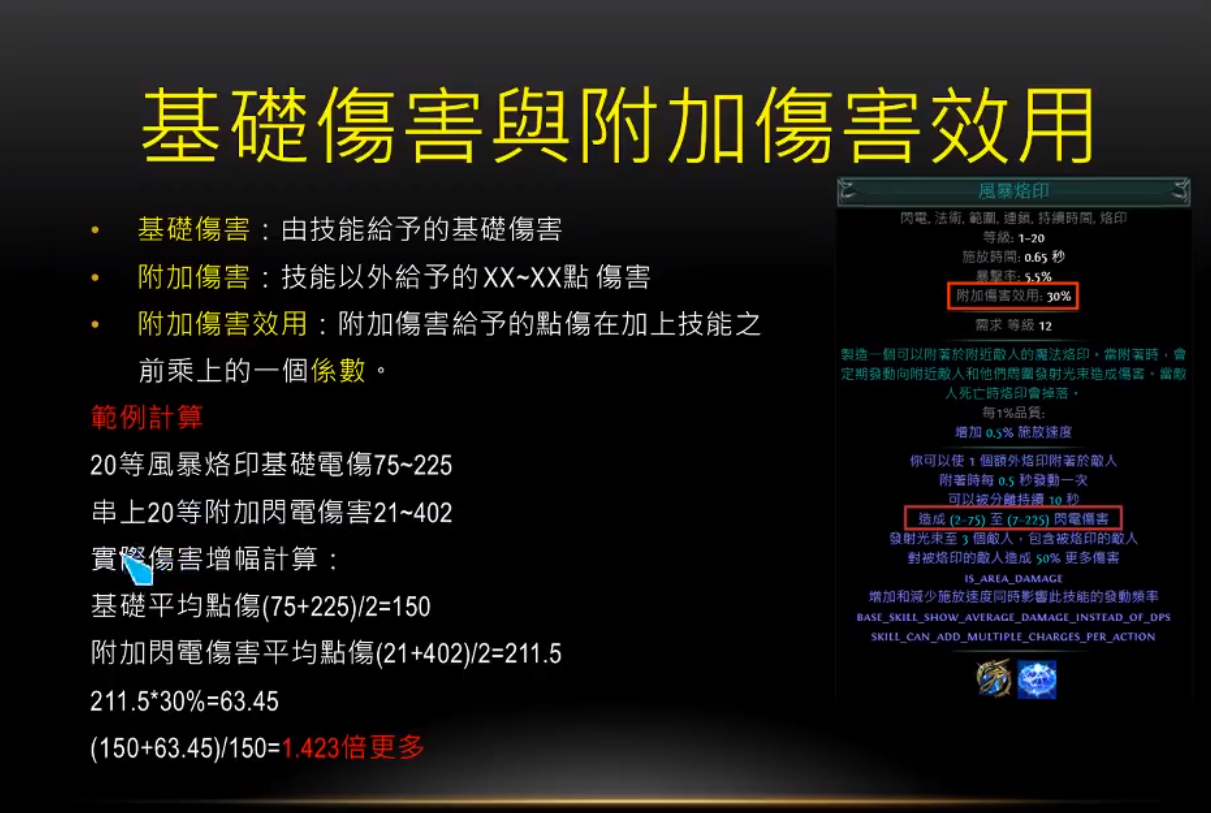 基礎傷害與附加傷害效用
• 基礎傷害：由技能給予的基礎傷害
• 附加傷害：技能以外給予的XX~XX點 傷害
• 附加傷害效用：附加傷害給予的點傷在加上技能之
前乘上的一個係數。
範例計算
20等風暴烙印基礎電傷75~225
串上20等附加閃電傷害21~402
實際傷害增幅計算：
基礎平均點傷(75+225)/2=150
附加閃電傷害平均點傷(21+402)/2=211.5
211.5*30%=63.45
(150+63.45)/150=1.423倍更多
風暴烙印
閃電, 法術, 範圍, 連鎖, 持續時間, 烙印
等級: 1-20
施放時間: 0.65 秒
暴擊率: 5.5%
附加傷害效用: 30%
需求 等級 12
製造一個可以附著於附近敵人的魔法烙印。當附著時，會
定期發動向附近敵人和他們周圍發射光束造成傷害。當敵
人死亡時烙印會掉落。
每1%品質:
增加 0.5% 施放速度
你可以使 1 個額外烙印附著於敵人
附著時每 0.5 秒發動一次
可以被分離持續 10 秒
造成 (2-75) 至 (7-225) 閃電傷害
發射光束至 3 個敵人，包含被烙印的敵人
對被烙印的敵人造成 50% 更多傷害
IS_AREA_DAMAGE
增加和減少施放速度同時影響此技能的發動頻率
BASE_SKILL_SHOW_AVERAGE_DAMAGE_INSTEAD_OF_DPS
SKILL_CAN_ADD_MULTIPLE_CHARGES_PER_ACTION